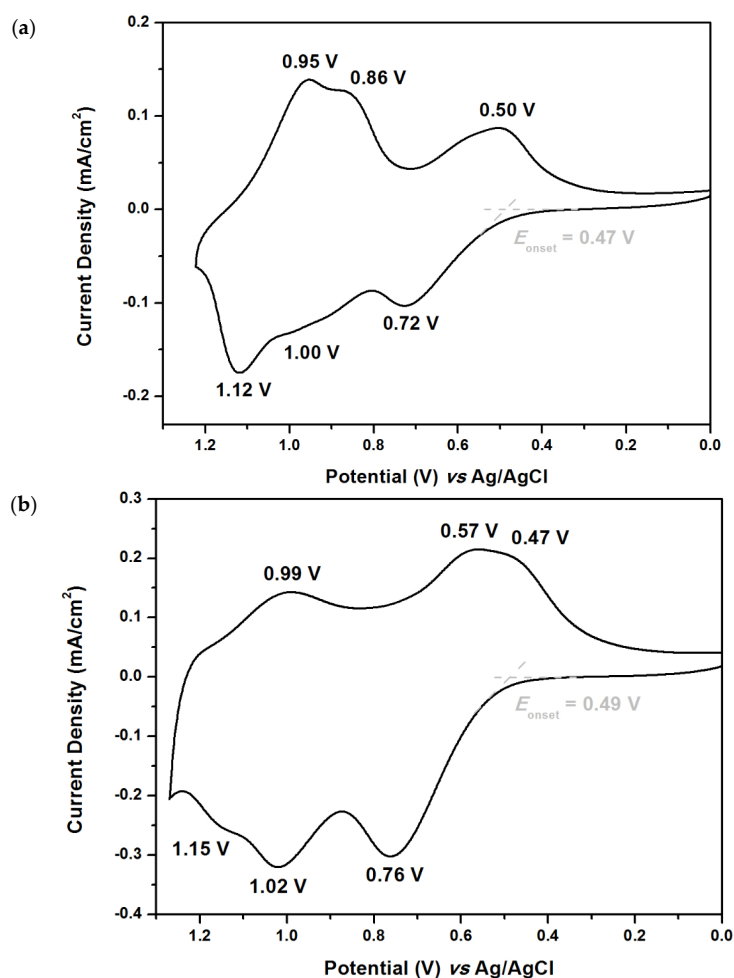 (a)
0.2
0.95 V
0.86 V
0.50 V
0.1
0.0
Eonset = 0.47 V
-0.1
0.72 V
1.00 V
1.12 V
-0.2
Current Density (mA/cm2)
1.2 1.0 0.8 0.6 0.4 0.2 0.0
Potential (V) vs Ag/AgCl
(b)
0.3
0.57 V 0.47 V
0.2
0.99 V
0.1
0.0
Eonset = 0.49 V
-0.1
-0.2
1.15 V
-0.3
1.02 V
0.76 V
-0.4
Current Density (mA/cm2)
1.2 1.0 0.8 0.6 0.4 0.2 0.0
Potential (V) vs Ag/AgCl